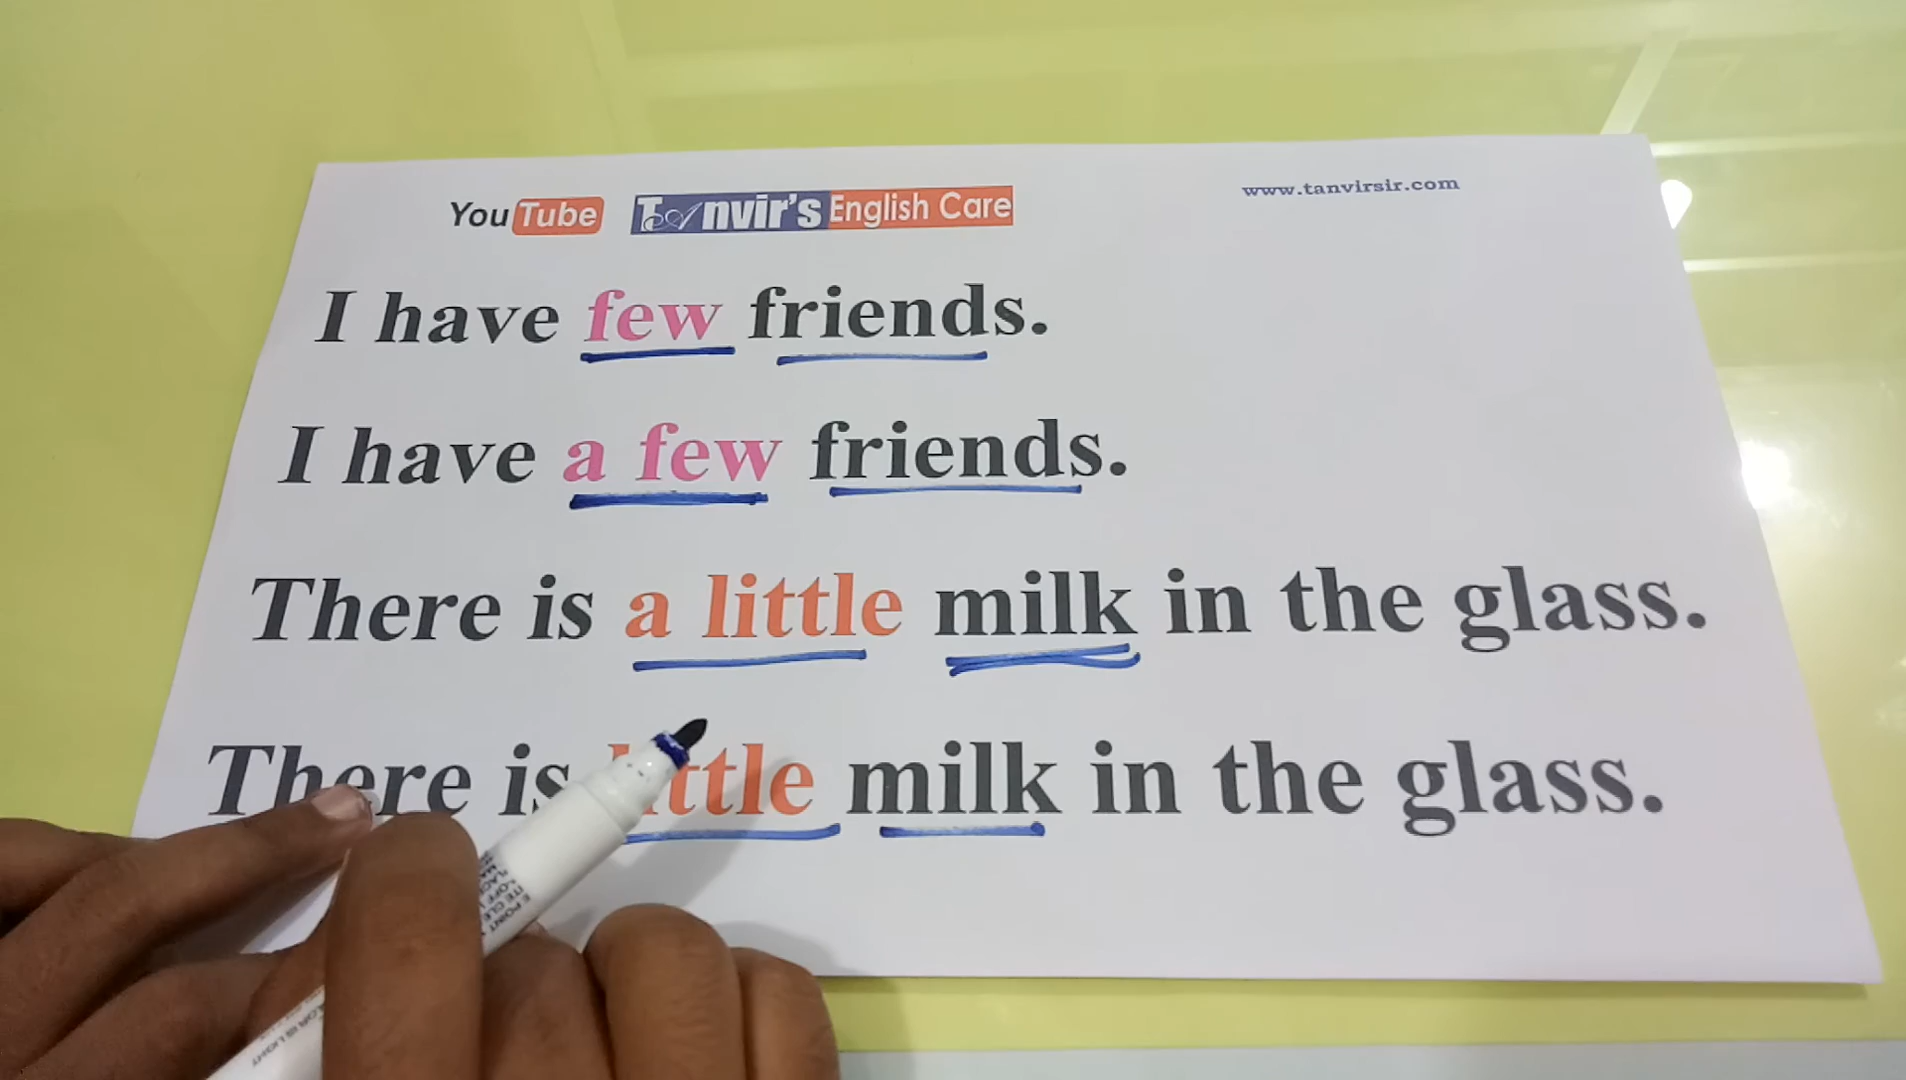 YouTube TAnvir's English Care www.tanvirsir.com
I have few friends.
I have a few friends.
There is a little milk in the glass.
There is little milk in the glass.